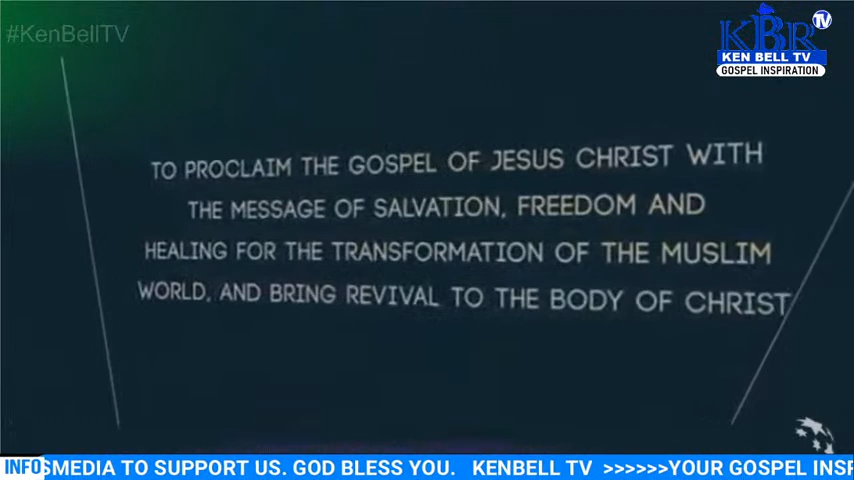 #KenBellTV
KBR TV
KEN BELL TV
GOSPEL INSPIRATION
TO PROCLAIM THE GOSPEL OF JESUS CHRIST WITH
THE MESSAGE OF SALVATION, FREEDOM AND
HEALING FOR THE TRANSFORMATION OF THE MUSLIM
WORLD, AND BRING REVIVAL TO THE BODY OF CHRIST
INFO SMEDIA TO SUPPORT US. GOD BLESS YOU. KENBELL TV >>>>>>YOUR GOSPEL INSP